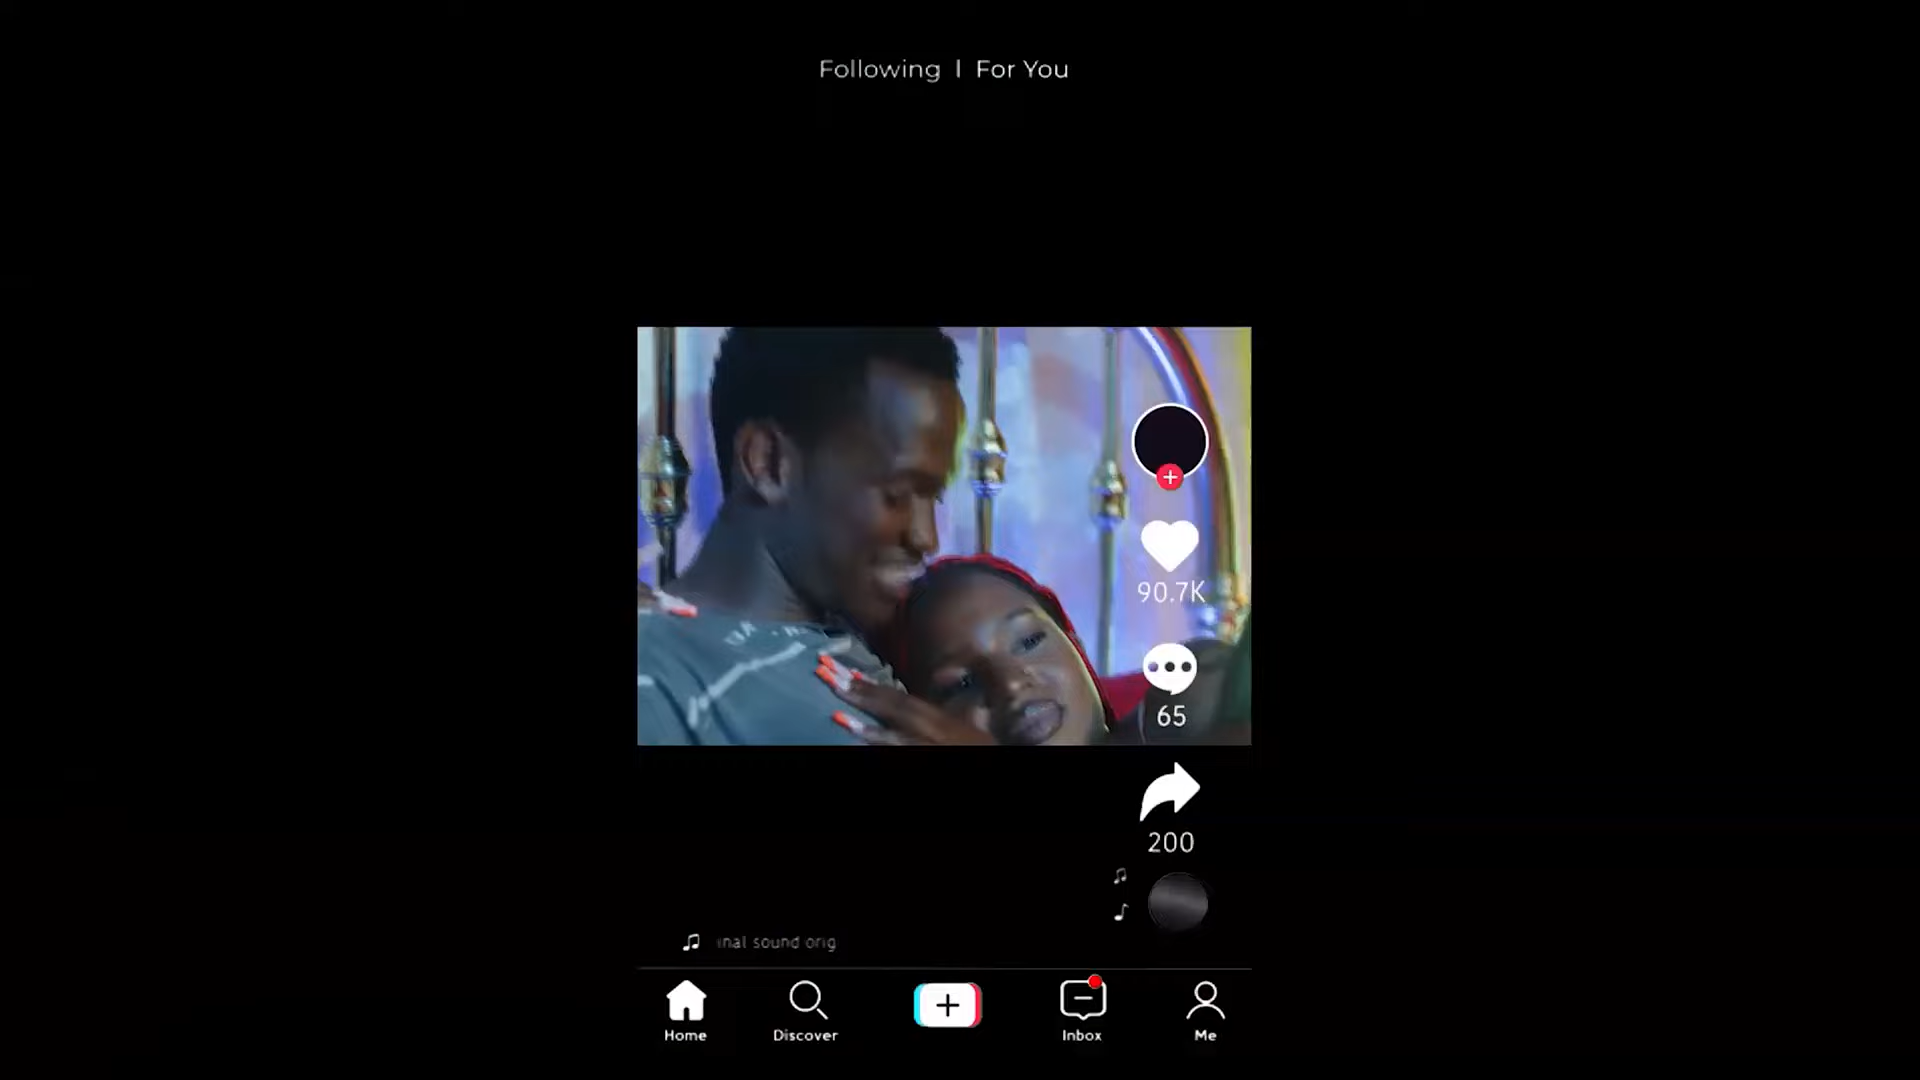 Following | For You
90.7K
65
200
inal sound orig
Home
Discover
Inbox
Me